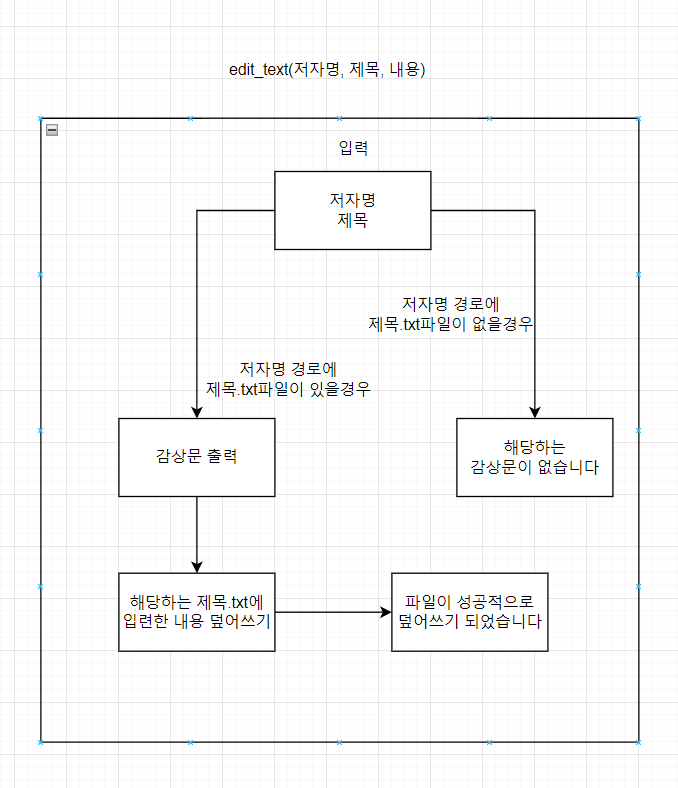 edit_text(저자명, 제목, 내용)
입력
저자명
제목
저자명 경로에
제목.txt파일이 없을경우
저자명 경로에
제목.txt파일이 있을경우
감상문 출력
해당하는
감상문이 없습니다
해당하는 제목.txt에
입련한 내용 덮어쓰기
파일이 성공적으로
덮어쓰기 되었습니다